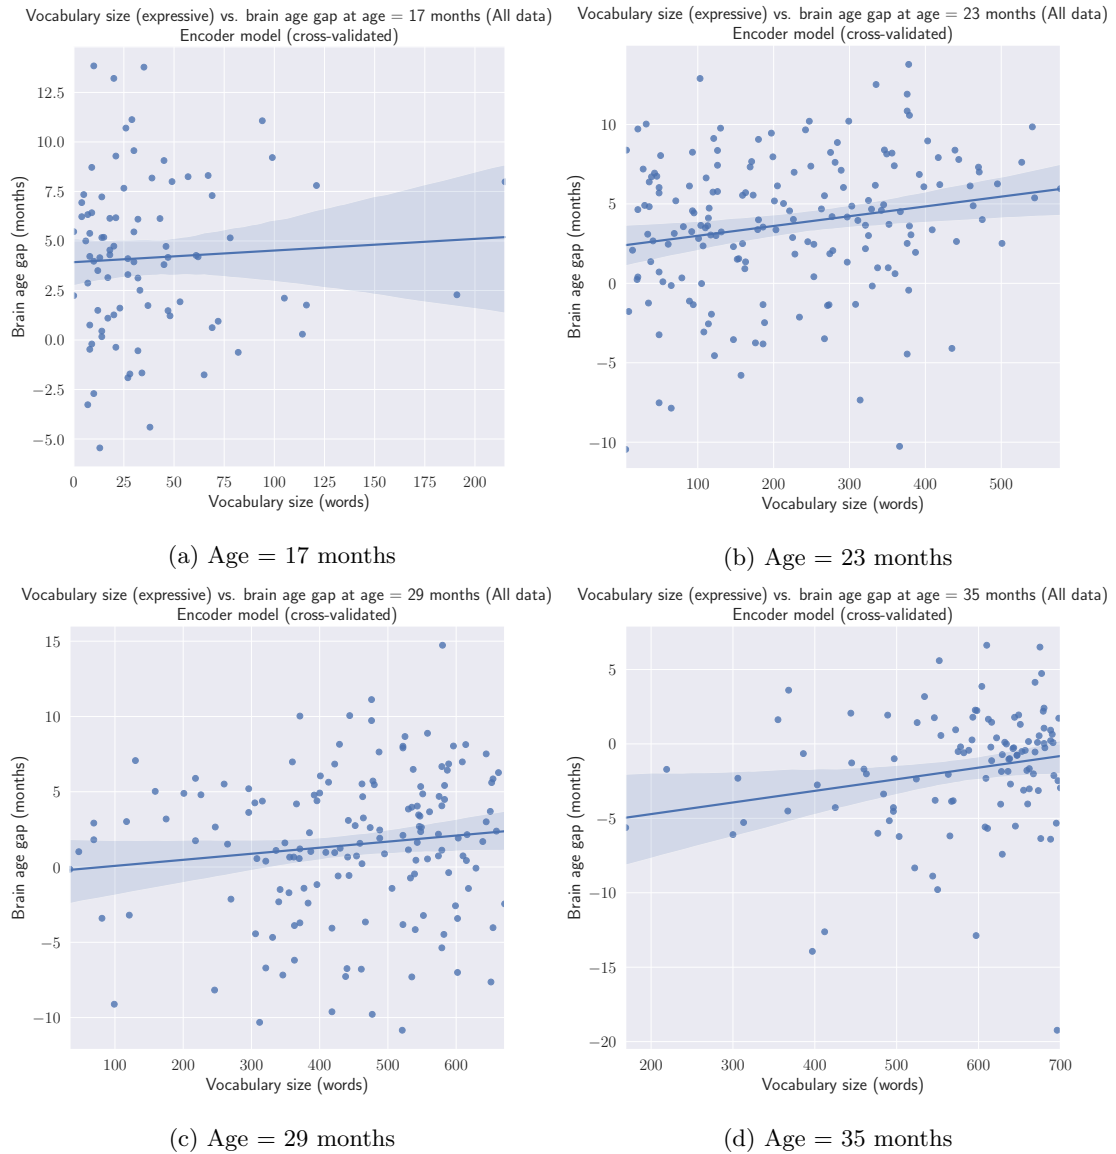 Vocabulary size (expressive) vs. brain age gap at age = 17 months (All data)
Encoder model (cross-validated)
Brain age gap (months)
12.5
10.0
7.5
5.0
2.5
0.0
−2.5
−5.0
0 25 50 75 100 125 150 175 200
Vocabulary size (words)
(a) Age = 17 months
Vocabulary size (expressive) vs. brain age gap at age = 23 months (All data)
Encoder model (cross-validated)
Brain age gap (months)
10
5
0
−5
−10
100 200 300 400 500
Vocabulary size (words)
(b) Age = 23 months
Vocabulary size (expressive) vs. brain age gap at age = 29 months (All data)
Encoder model (cross-validated)
Brain age gap (months)
15
10
5
0
−5
−10
100 200 300 400 500 600
Vocabulary size (words)
(c) Age = 29 months
Vocabulary size (expressive) vs. brain age gap at age = 35 months (All data)
Encoder model (cross-validated)
Brain age gap (months)
5
0
−5
−10
−15
−20
200 300 400 500 600 700
Vocabulary size (words)
(d) Age = 35 months